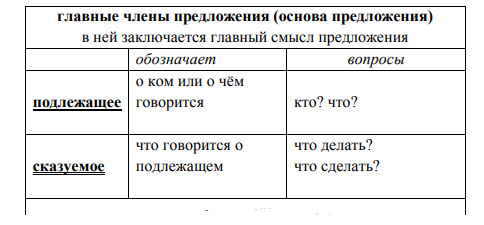 главные члены предложения (основа предложения)
в ней заключается главный смысл предложения
обозначает вопросы
подлежащее о ком или о чём говорится кто? что?
сказуемое что говорится о подлежащем что делать? что сделать?